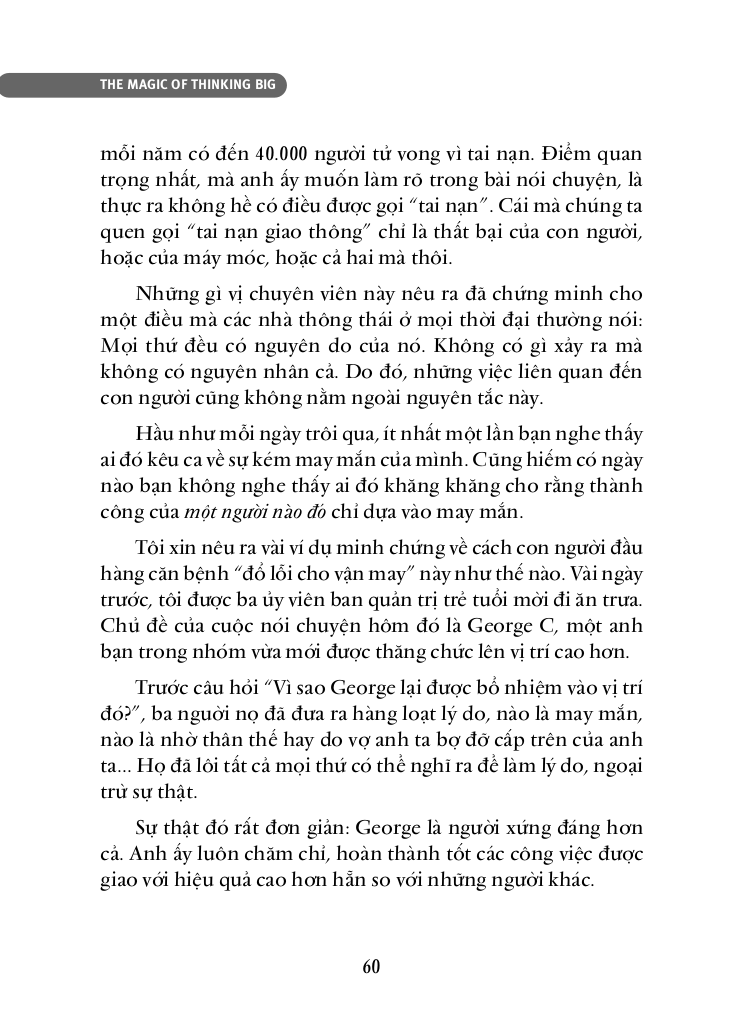 THE MAGIC OF THINKING BIG
mỗi năm có đến 40.000 người tử vong vì tai nạn. Điểm quan
trọng nhất, mà anh ấy muốn làm rõ trong bài nói chuyện, là
thực ra không hề có điều được gọi “tai nạn”. Cái mà chúng ta
quen gọi “tai nạn giao thông” chỉ là thất bại của con người,
hoặc của máy móc, hoặc cả hai mà thôi.
Những gì vị chuyên viên này nêu ra đã chứng minh cho
một điều mà các nhà thông thái ở mọi thời đại thường nói:
Mọi thứ đều có nguyên do của nó. Không có gì xảy ra mà
không có nguyên nhân cả. Do đó, những việc liên quan đến
con người cũng không nằm ngoài nguyên tắc này.
Hầu như mỗi ngày trôi qua, ít nhất một lần bạn nghe thấy
ai đó kêu ca về sự kém may mắn của mình. Cũng hiếm có ngày
nào bạn không nghe thấy ai đó khăng khăng cho rằng thành
công của một người nào đó chỉ dựa vào may mắn.
Tôi xin nêu ra vài ví dụ minh chứng về cách con người đầu
hàng căn bệnh “đổ lỗi cho vận may” này như thế nào. Vài ngày
trước, tôi được ba ủy viên ban quản trị trẻ tuổi mời đi ăn trưa.
Chủ đề của cuộc nói chuyện hôm đó là George C, một anh
bạn trong nhóm vừa mới được thăng chức lên vị trí cao hơn.
Trước câu hỏi “Vì sao George lại được bổ nhiệm vào vị trí
đó?”, ba nguời nọ đã đưa ra hàng loạt lý do, nào là may mắn,
nào là nhờ thân thế hay do vợ anh ta bợ đỡ cấp trên của anh
ta... Họ đã lôi tất cả mọi thứ có thể nghĩ ra để làm lý do, ngoại
trừ sự thật.
Sự thật đó rất đơn giản: George là người xứng đáng hơn
cả. Anh ấy luôn chăm chỉ, hoàn thành tốt các công việc được
giao với hiệu quả cao hơn hẳn so với những người khác.
60